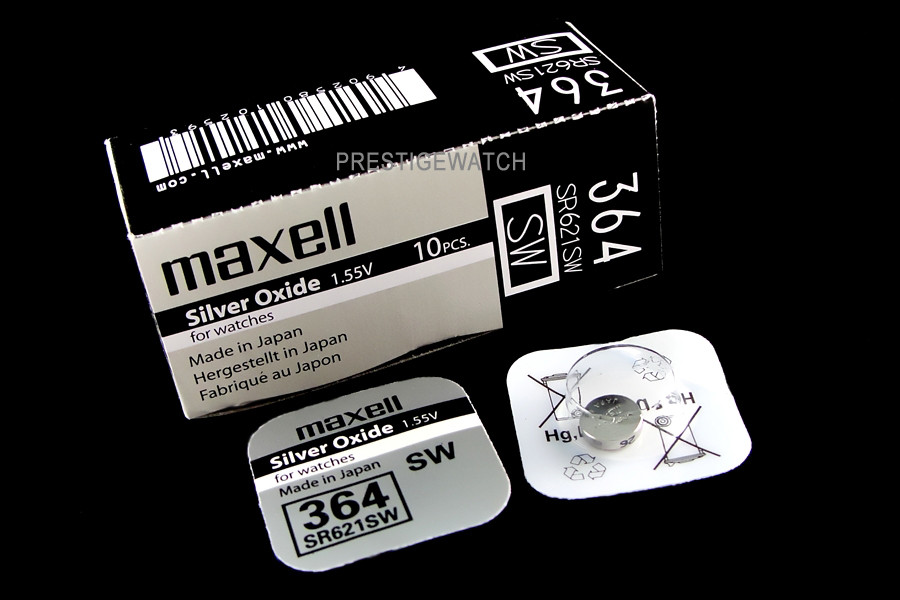 SW
SR621SW
364
4902580102593
www.maxell.com
PRESTIGEWATCH
maxell
10PCS.
Silver Oxide 1.55V
for watches
Made in Japan
Hergestellt in Japan
Fabriqué au Japon
364
SR621SW
SW
maxell
Silver Oxide 1.55V
for watches
Made in Japan
SW
364
SR621SW
Hg,